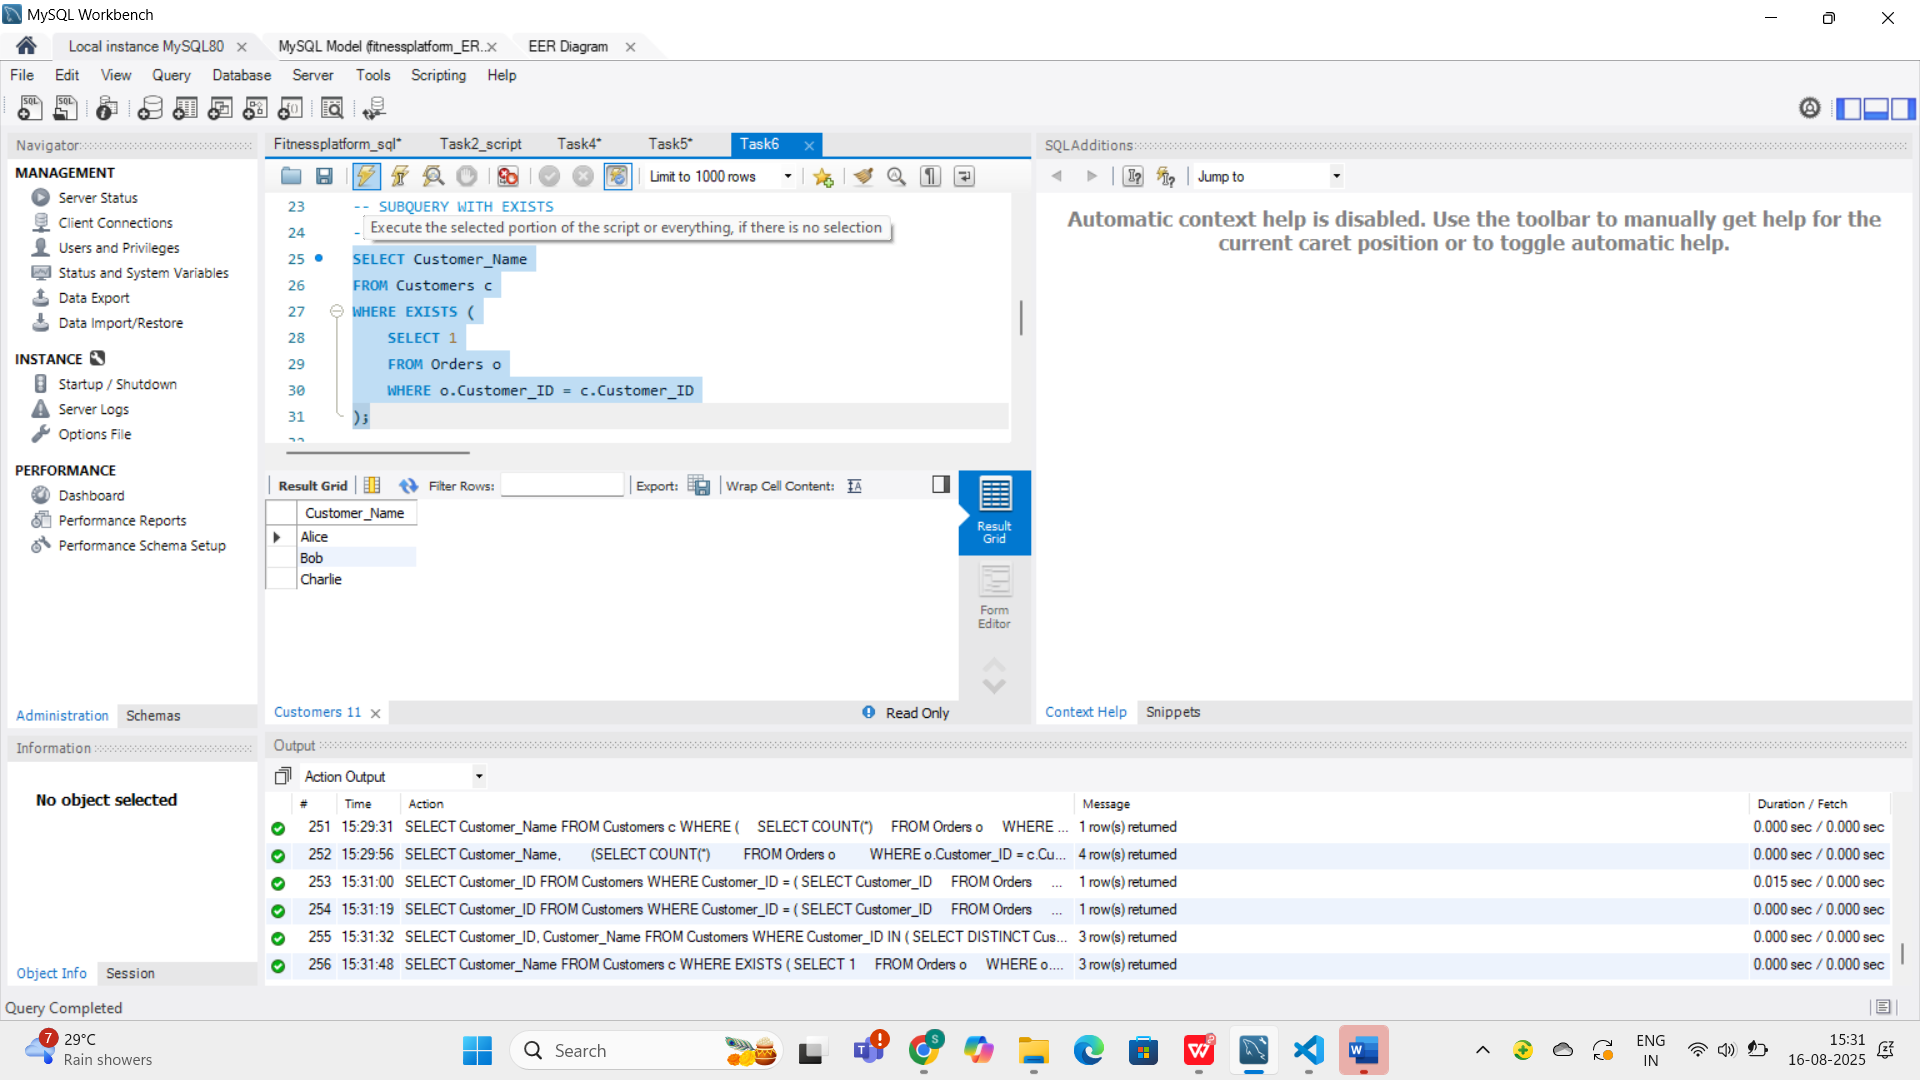 MySQL Workbench
Local instance MySQL80
MySQL Model (fitnessplatform_ER..
EER Diagram
File Edit View Query Database Server Tools Scripting Help
Navigator
Fitnessplatform_sql*
Task2_script
Task4*
Task5*
Task6
SQLAdditions
MANAGEMENT
Server Status
Client Connections
Users and Privileges
Status and System Variables
Data Export
Data Import/Restore
INSTANCE
Startup / Shutdown
Server Logs
Options File
PERFORMANCE
Dashboard
Performance Reports
Performance Schema Setup
Administration
Schemas
Information
No object selected
Object Info
Session
Query Completed
Limit to 1000 rows
Jump to
23 -- SUBQUERY WITH EXISTS
24 -
Execute the selected portion of the script or everything, if there is no selection
25 SELECT Customer_Name
26 FROM Customers c
27 WHERE EXISTS (
28 SELECT 1
29 FROM Orders o
30 WHERE o.Customer_ID = c.Customer_ID
31 );
32
Automatic context help is disabled. Use the toolbar to manually get help for the
current caret position or to toggle automatic help.
Result Grid
Filter Rows:
Export:
Wrap Cell Content:
Customer_Name
Alice
Bob
Charlie
Result
Grid
Form
Editor
Customers 11
Read Only
Context Help
Snippets
Output
Action Output
# Time Action Message Duration / Fetch
251 15:29:31 SELECT Customer_Name FROM Customers c WHERE ( SELECT COUNT(*) FROM Orders o WHERE ... 1 row(s) returned 0.000 sec / 0.000 sec
252 15:29:56 SELECT Customer_Name, (SELECT COUNT(*) FROM Orders o WHERE o.Customer_ID = c.Cu... 4 row(s) returned 0.000 sec / 0.000 sec
253 15:31:00 SELECT Customer_ID FROM Customers WHERE Customer_ID = ( SELECT Customer_ID FROM Orders ... 1 row(s) returned 0.015 sec / 0.000 sec
254 15:31:19 SELECT Customer_ID FROM Customers WHERE Customer_ID = ( SELECT Customer_ID FROM Orders ... 1 row(s) returned 0.000 sec / 0.000 sec
255 15:31:32 SELECT Customer_ID, Customer_Name FROM Customers WHERE Customer_ID IN ( SELECT DISTINCT Cus... 3 row(s) returned 0.000 sec / 0.000 sec
256 15:31:48 SELECT Customer_Name FROM Customers c WHERE EXISTS ( SELECT 1 FROM Orders o WHERE o.... 3 row(s) returned 0.000 sec / 0.000 sec
7
29°C
Rain showers
Search
S
ENG
IN
15:31
16-08-2025